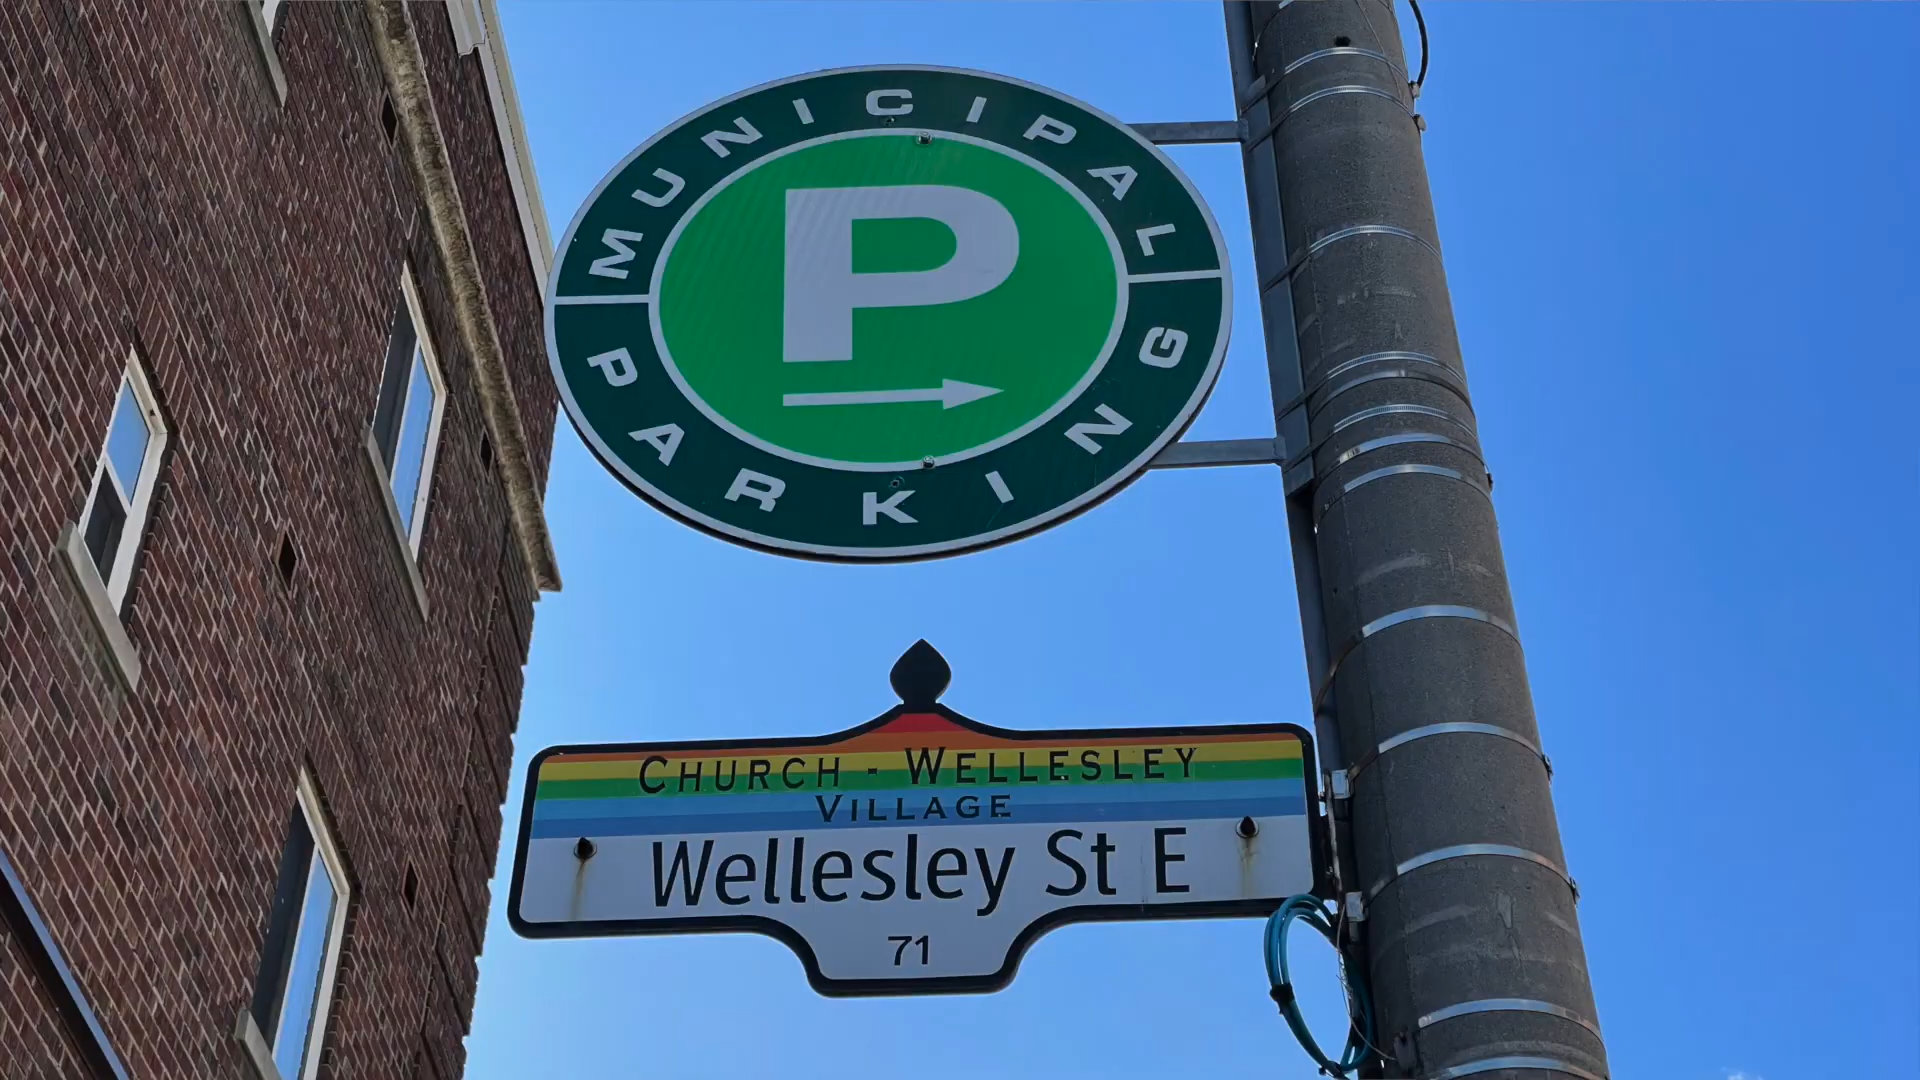 MUNICIPAL
P
PARKING
CHURCH - WELLESLEY
VILLAGE
Wellesley St E
71